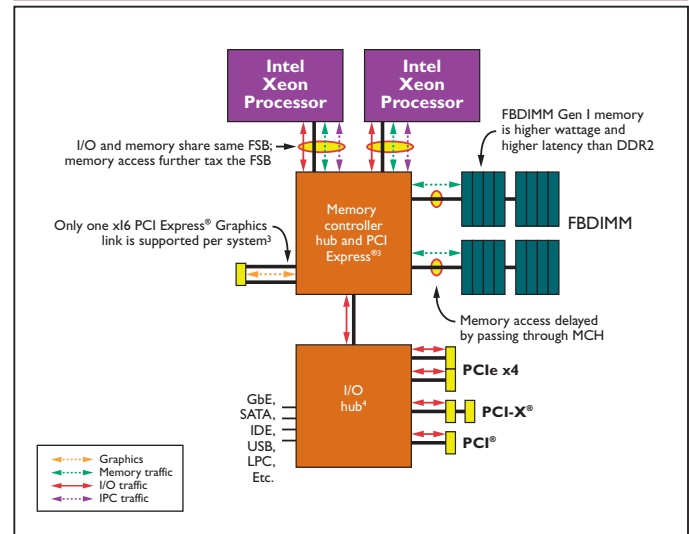 Intel
Xeon
Processor
Intel
Xeon
Processor
I/O and memory share same FSB;
memory access further tax the FSB
FBDIMM Gen I memory
is higher wattage and
higher latency than DDR2
Only one x16 PCI Express® Graphics
link is supported per system³
Memory
controller
hub and PCI
Express®³
FBDIMM
Memory access delayed
by passing through MCH
I/O
hub⁴
PCIe x4
PCI-X®
PCI®
GbE,
SATA,
IDE,
USB,
LPC,
Etc.
Graphics
Memory traffic
I/O traffic
IPC traffic